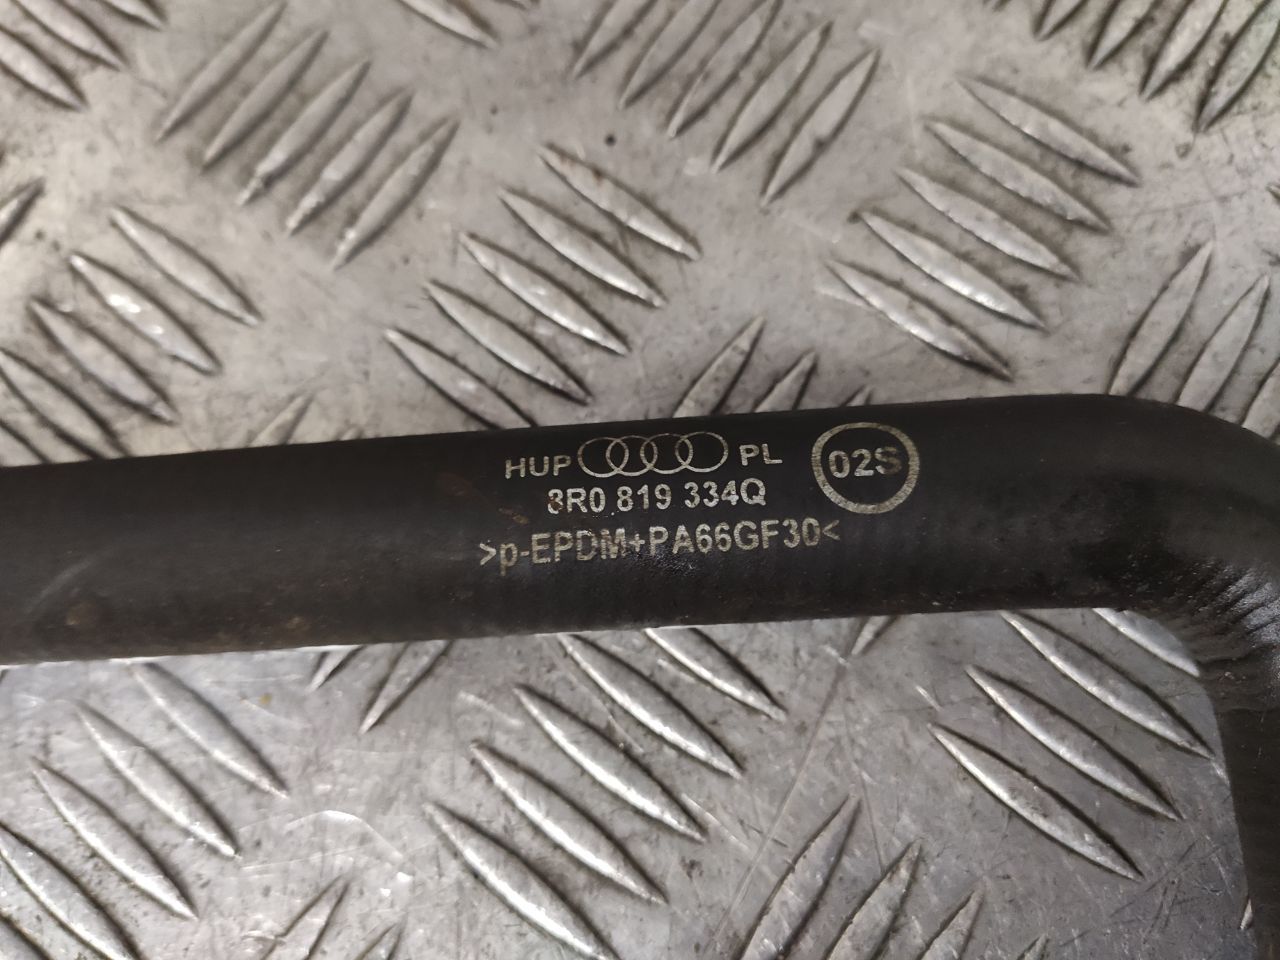 HUP PL 02S
8R0 819 334Q
>p-EPDM+PA66GF30<